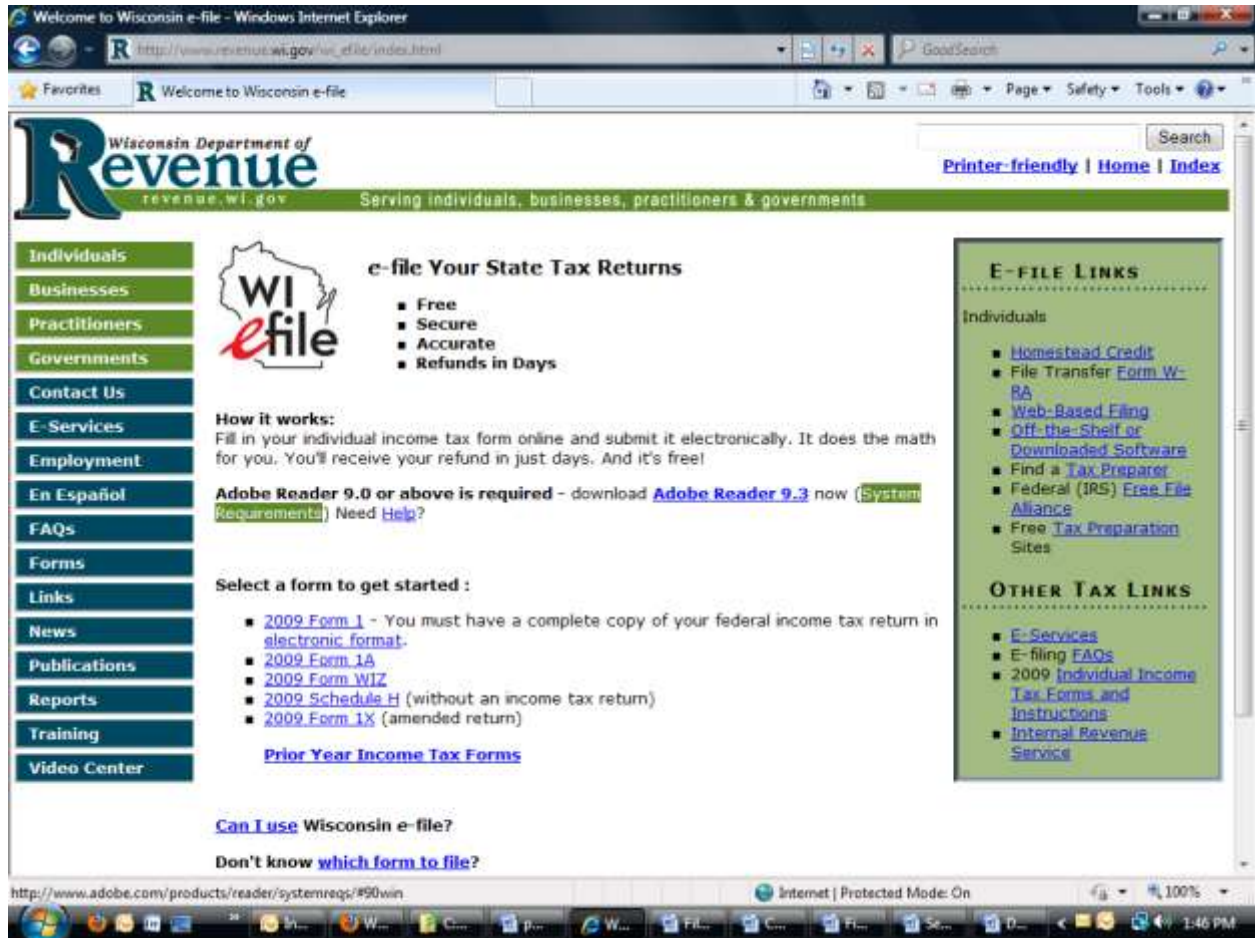 Welcome to Wisconsin e-file - Windows Internet Explorer
http://www.revenue.wi.gov/wi_efile/index.html
GoodSearch
Favorites
Welcome to Wisconsin e-file
Page
Safety
Tools
Wisconsin Department of
Revenue
revenue.wi.gov
Serving individuals, businesses, practitioners & governments
Search
Printer-friendly | Home | Index
Individuals
Businesses
Practitioners
Governments
Contact Us
E-Services
Employment
En Español
FAQs
Forms
Links
News
Publications
Reports
Training
Video Center
WI
efile
e-file Your State Tax Returns
Free
Secure
Accurate
Refunds in Days
How it works:
Fill in your individual income tax form online and submit it electronically. It does the math
for you. You'll receive your refund in just days. And it's free!
Adobe Reader 9.0 or above is required - download Adobe Reader 9.3 now (System
Requirements) Need Help?
Select a form to get started :
2009 Form 1 - You must have a complete copy of your federal income tax return in
electronic format.
2009 Form 1A
2009 Form WIZ
2009 Schedule H (without an income tax return)
2009 Form 1X (amended return)
Prior Year Income Tax Forms
Can I use Wisconsin e-file?
Don't know which form to file?
E-file Links
Individuals
Homestead Credit
File Transfer Form W-
RA
Web-Based Filing
Off-the-Shelf or
Downloaded Software
Find a Tax Preparer
Federal (IRS) Free File
Alliance
Free Tax Preparation
Sites
Other Tax Links
E-Services
E-filing FAQs
2009 Individual Income
Tax Forms and
Instructions
Internal Revenue
Service
http://www.adobe.com/products/reader/systemreqs/#90win
Internet | Protected Mode: On
100%
In...
W...
C...
p...
W...
Fil...
C...
Fi...
Se...
D...
1:46 PM